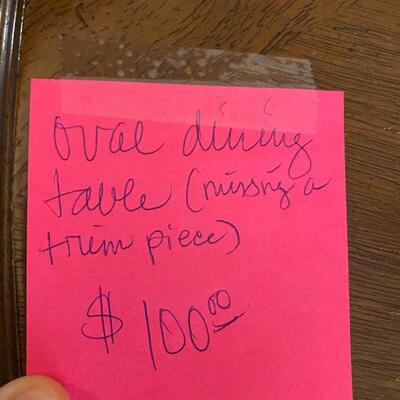 oval dining
table (missing a
trim piece)
$ 100.00